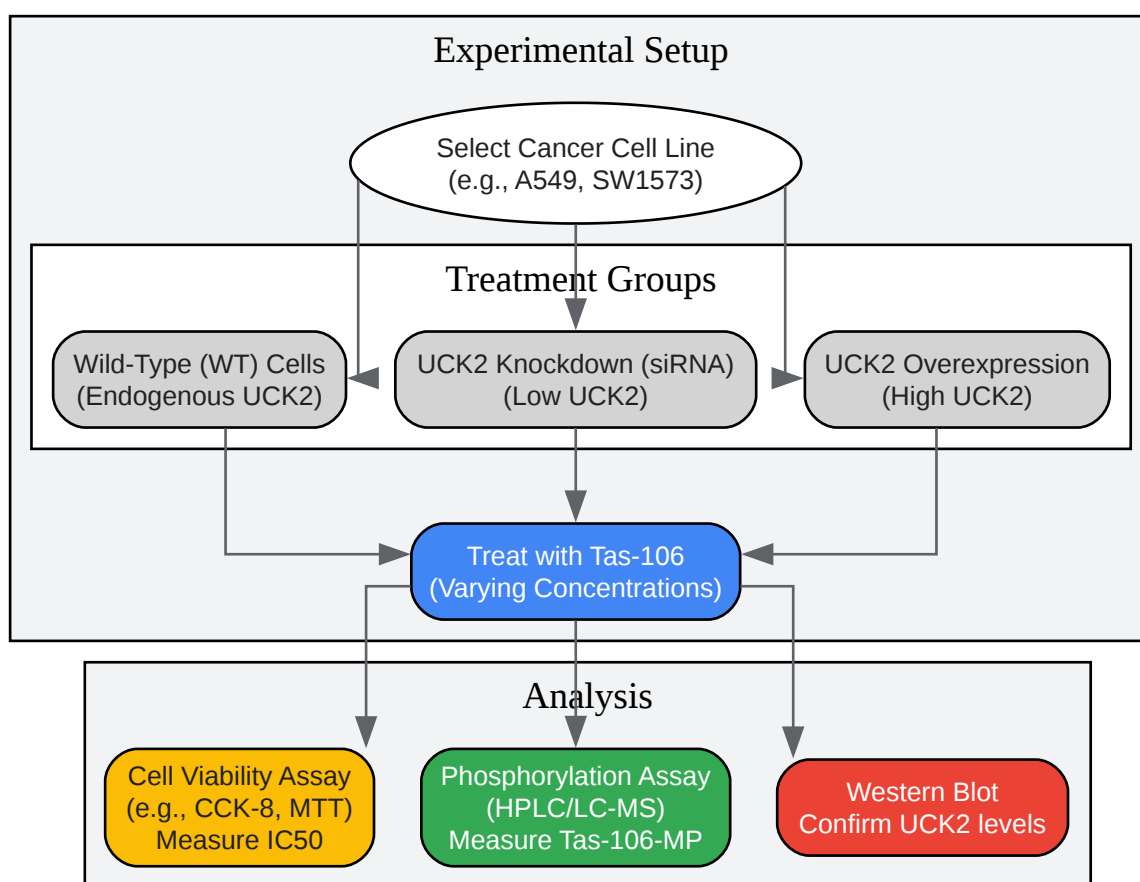 Experimental Setup
Select Cancer Cell Line
(e.g., A549, SW1573)
Treatment Groups
Wild-Type (WT) Cells
(Endogenous UCK2)
UCK2 Knockdown (siRNA)
(Low UCK2)
UCK2 Overexpression
(High UCK2)
Treat with Tas-106
(Varying Concentrations)
Analysis
Cell Viability Assay
(e.g., CCK-8, MTT)
Measure IC50
Phosphorylation Assay
(HPLC/LC-MS)
Measure Tas-106-MP
Western Blot
Confirm UCK2 levels